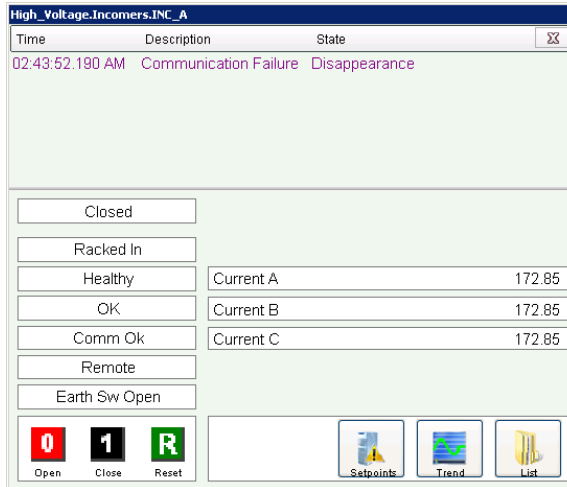 High_Voltage.Incomers.INC_A
Time Description State
02:43:52.190 AM Communication Failure Disappearance
Closed
Racked In
Healthy Current A 172.85
OK Current B 172.85
Comm Ok Current C 172.85
Remote
Earth Sw Open
0 1 R
Open Close Reset Setpoints Trend List